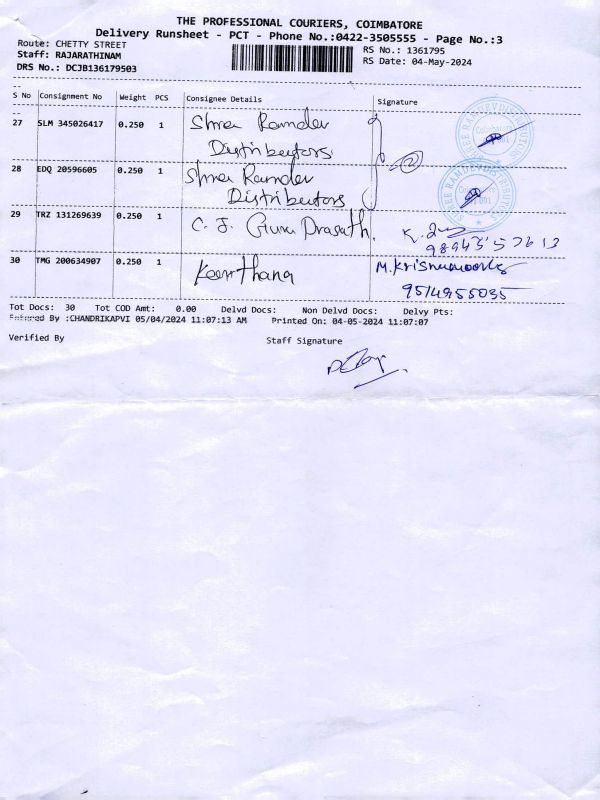 THE PROFESSIONAL COURIERS, COIMBATORE
Delivery Runsheet - PCT - Phone No.:0422-3505555 - Page No.:3
Route: CHETTY STREET RS No.: 1361795
Staff: RAJARATHINAM RS Date: 04-May-2024
DRS No.: DCJB136179503
S No Consignment No Weight PCS Consignee Details Signature
27 SLM 345026417 0.250 1 Shree Ramdev
Distributors
28 EDQ 20596605 0.250 1 Shree Ramdev
Distributors
2
29 TRZ 131269639 0.250 1 C. J. Guru Prasath.
30 TMG 200634907 0.250 1 Keerthana M.Krishnamoorthy
9514955035
Tot Docs: 30 Tot COD Amt: 0.00 Delvd Docs: Non Delvd Docs: Delvy Pts:
Entered By :CHANDRIKAPVI 05/04/2024 11:07:13 AM Printed On: 04-05-2024 11:07:07
Verified By Staff Signature